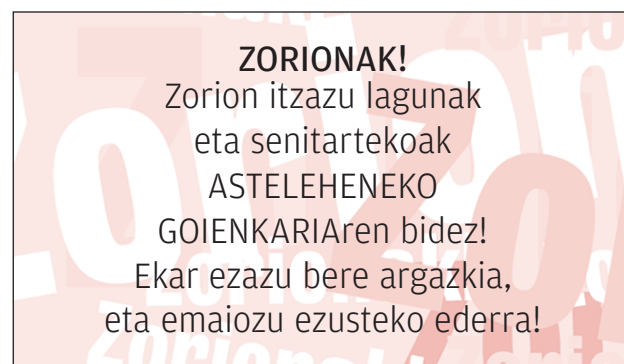 ZORIONAK!
Zorion itzazu lagunak
eta senitartekoak
ASTELEHENEKO
GOIENKARIAren bidez!
Ekar ezazu bere argazkia,
eta emaiozu ezusteko ederra!